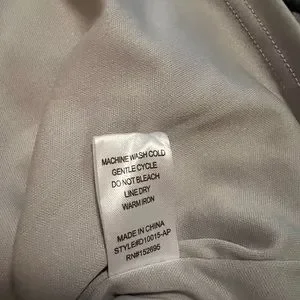 MACHINE WASH COLD
GENTLE CYCLE
DO NOT BLEACH
LINE DRY
WARM IRON
MADE IN CHINA
STYLE#D10015-AP
RN#152695